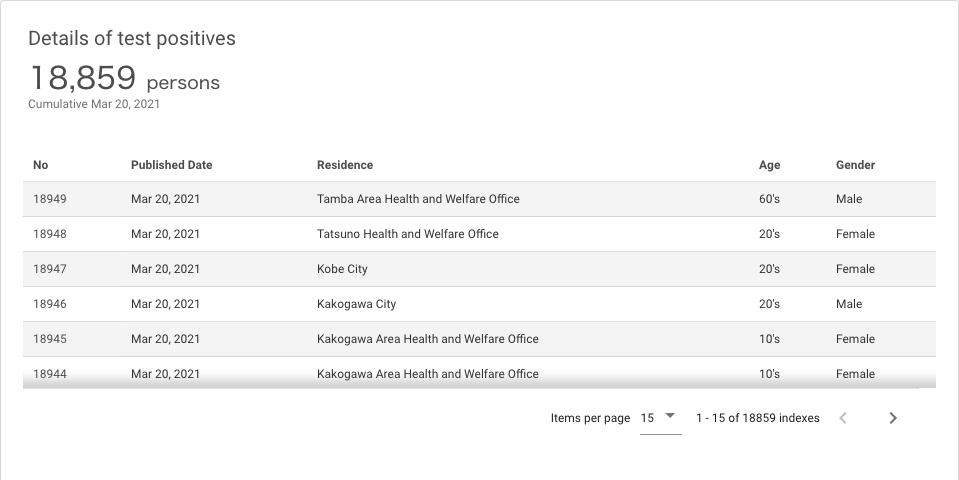 Details of test positives
18,859 persons
Cumulative Mar 20, 2021
No Published Date Residence Age Gender
18949 Mar 20, 2021 Tamba Area Health and Welfare Office 60's Male
18948 Mar 20, 2021 Tatsuno Health and Welfare Office 20's Female
18947 Mar 20, 2021 Kobe City 20's Female
18946 Mar 20, 2021 Kakogawa City 20's Male
18945 Mar 20, 2021 Kakogawa Area Health and Welfare Office 10's Female
18944 Mar 20, 2021 Kakogawa Area Health and Welfare Office 10's Female
Items per page 15 1 - 15 of 18859 indexes